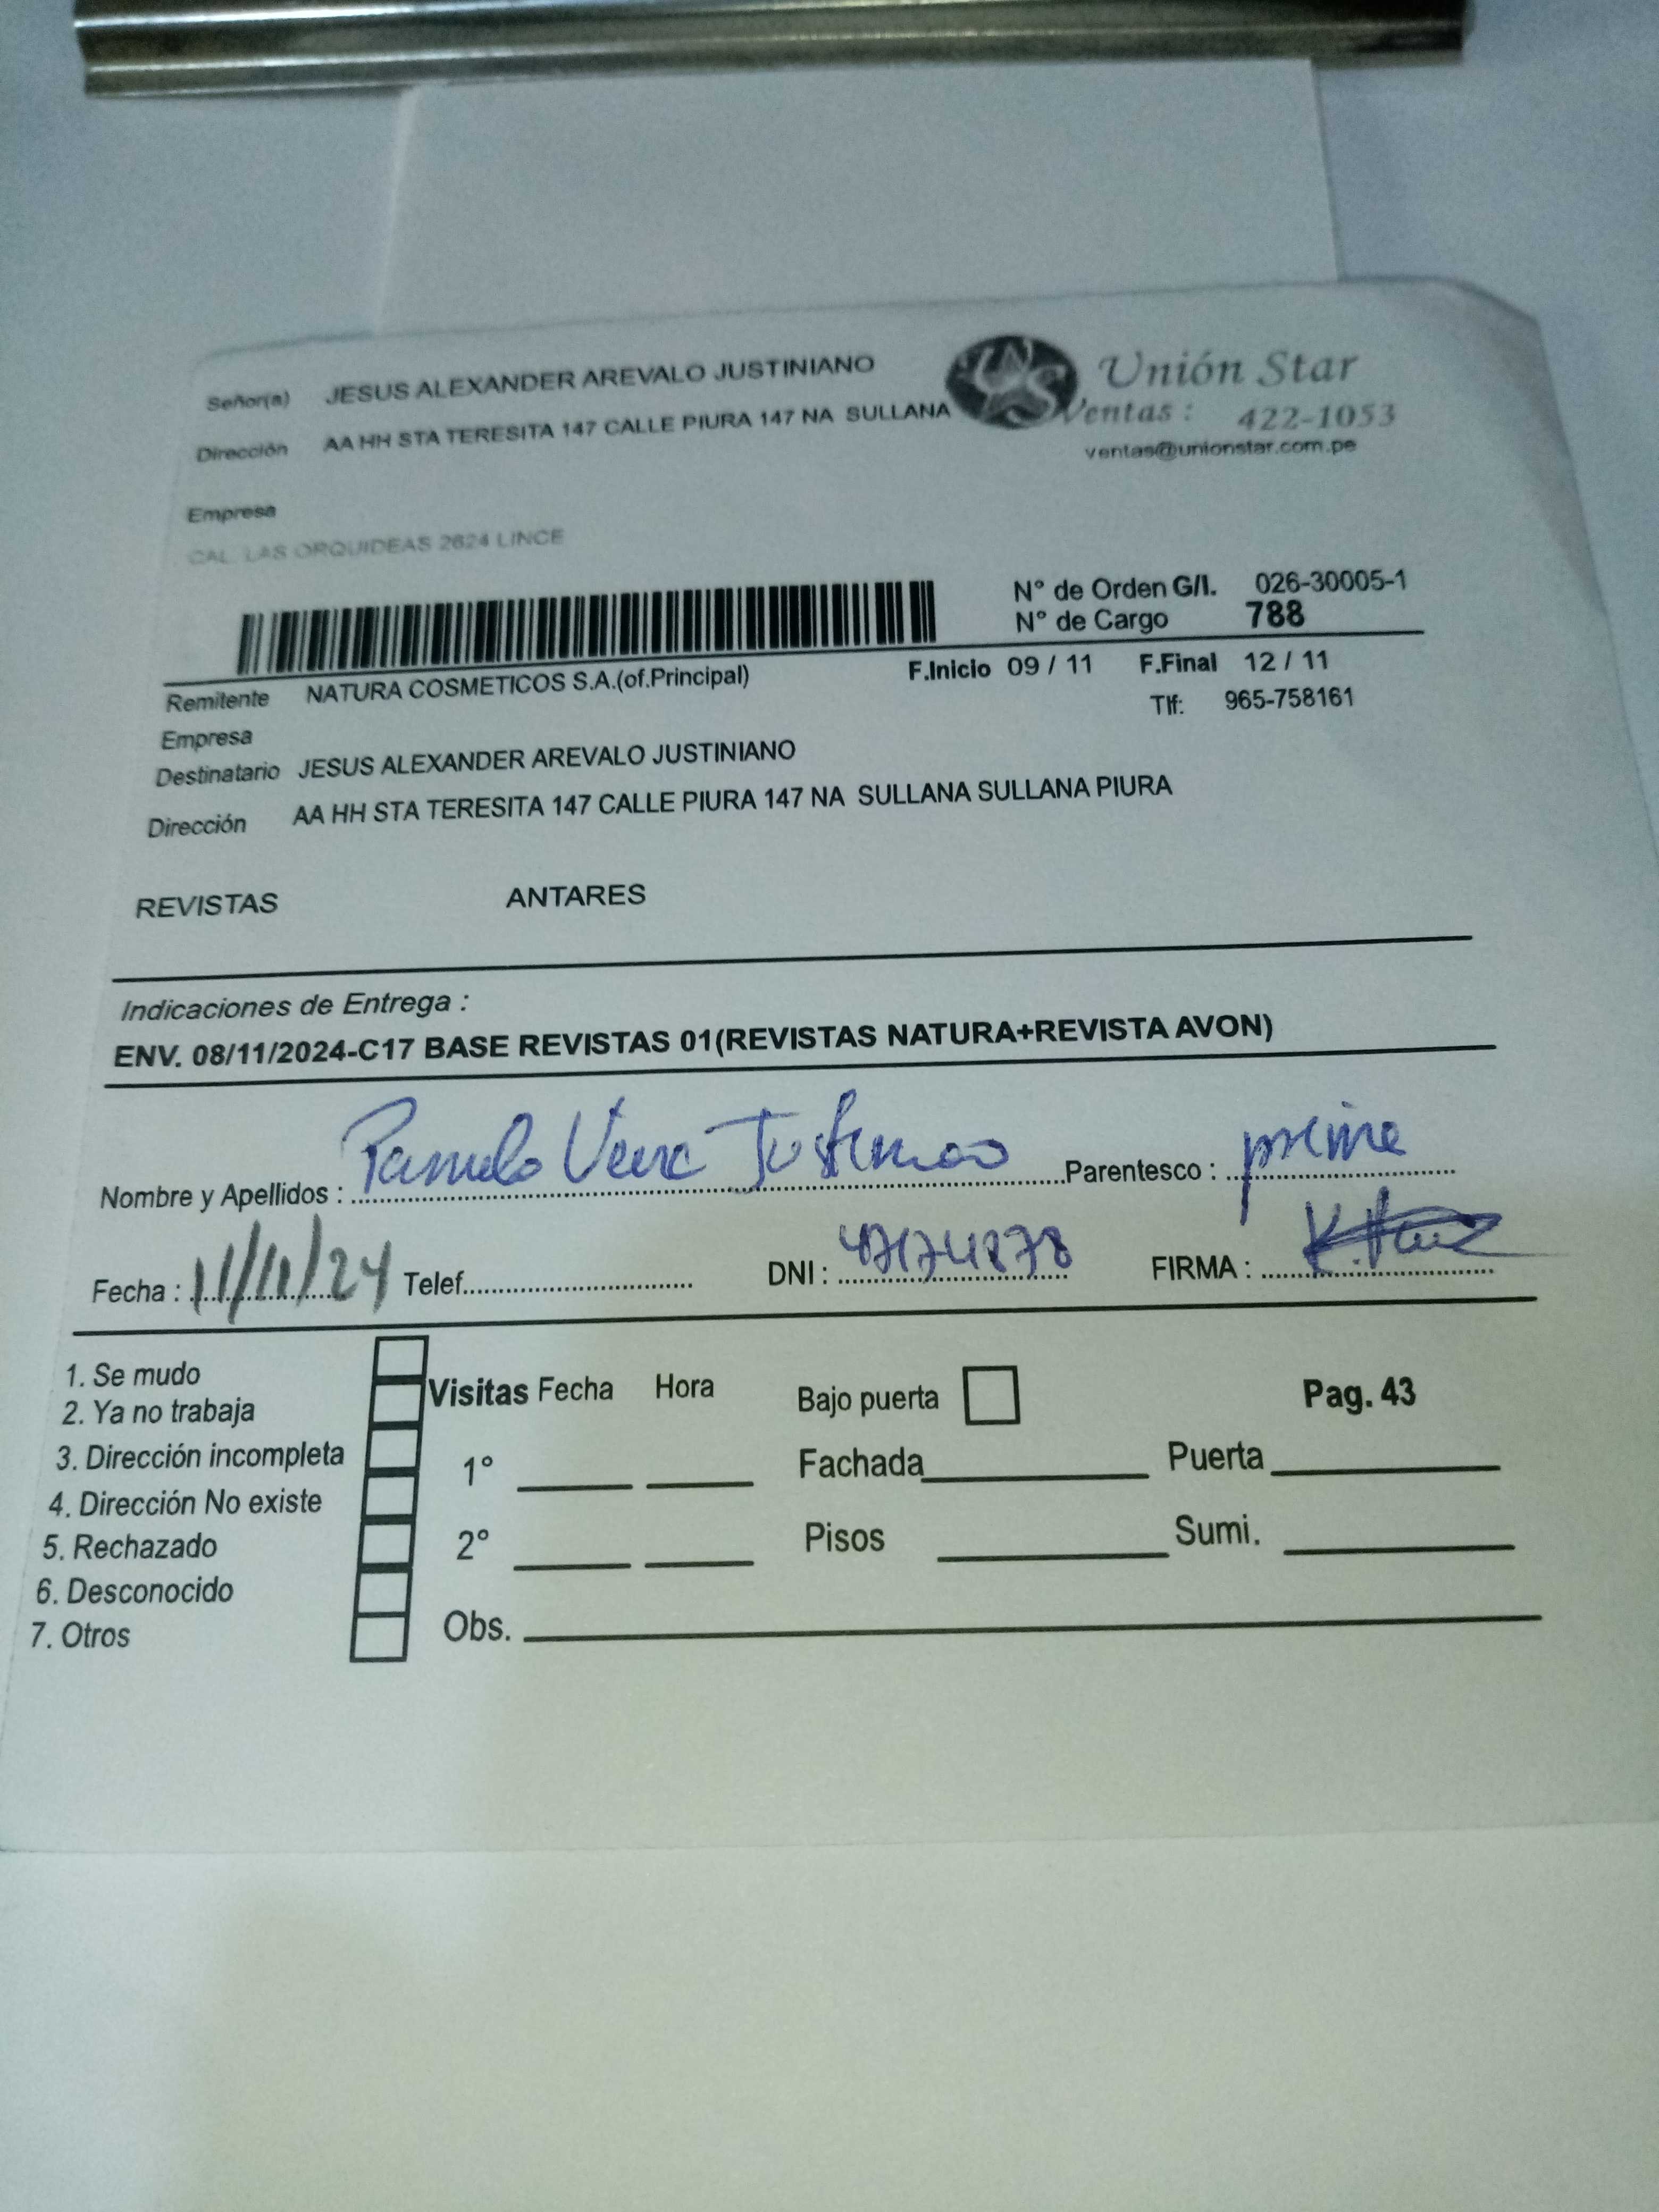 Señor(a) JESUS ALEXANDER AREVALO JUSTINIANO
Unión Star
Dirección AA HH STA TERESITA 147 CALLE PIURA 147 NA SULLANA
Ventas : 422-1053
ventas@unionstar.com.pe
Empresa
CAL. LAS ORQUIDEAS 2624 LINCE
N° de Orden G/I. 026-30005-1
N° de Cargo 788
Remitente NATURA COSMETICOS S.A.(of.Principal) F.Inicio 09 / 11 F.Final 12 / 11
Tlf: 965-758161
Empresa
Destinatario JESUS ALEXANDER AREVALO JUSTINIANO
Dirección AA HH STA TERESITA 147 CALLE PIURA 147 NA SULLANA SULLANA PIURA
REVISTAS ANTARES
Indicaciones de Entrega :
ENV. 08/11/2024-C17 BASE REVISTAS 01(REVISTAS NATURA+REVISTA AVON)
Nombre y Apellidos : Justiniano Parentesco : prima
Fecha : 11/11/24 Telef. DNI : 47174878 FIRMA :
1. Se mudo
2. Ya no trabaja
3. Dirección incompleta
4. Dirección No existe
5. Rechazado
6. Desconocido
7. Otros
Visitas Fecha Hora Bajo puerta Pag. 43
1° Fachada Puerta
2° Pisos Sumi.
Obs.